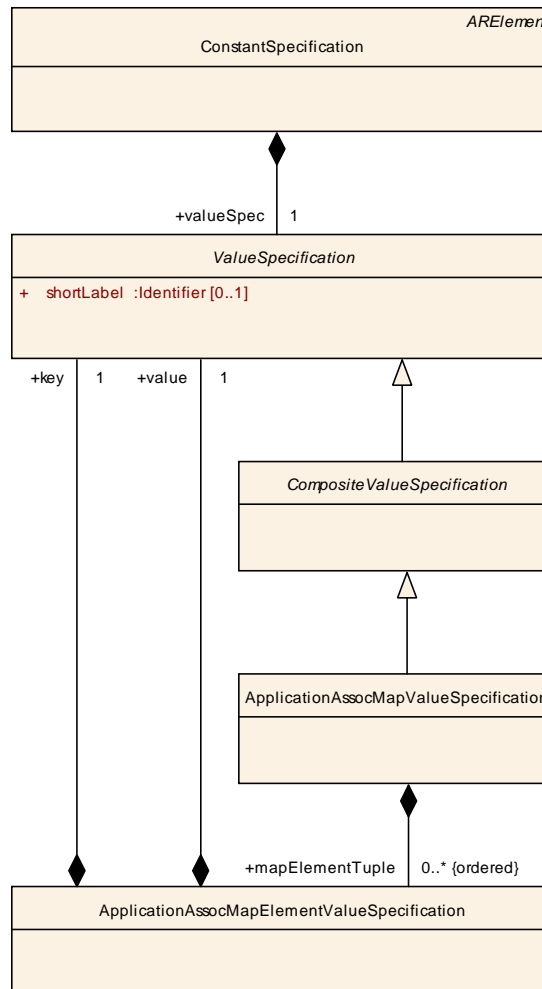 ARElemen
ConstantSpecification
+valueSpec 1
ValueSpecification
+ shortLabel :Identifier [0..1]
+key 1 +value 1
CompositeValueSpecification
ApplicationAssocMapValueSpecification
+mapElementTuple 0..* {ordered}
ApplicationAssocMapElementValueSpecification